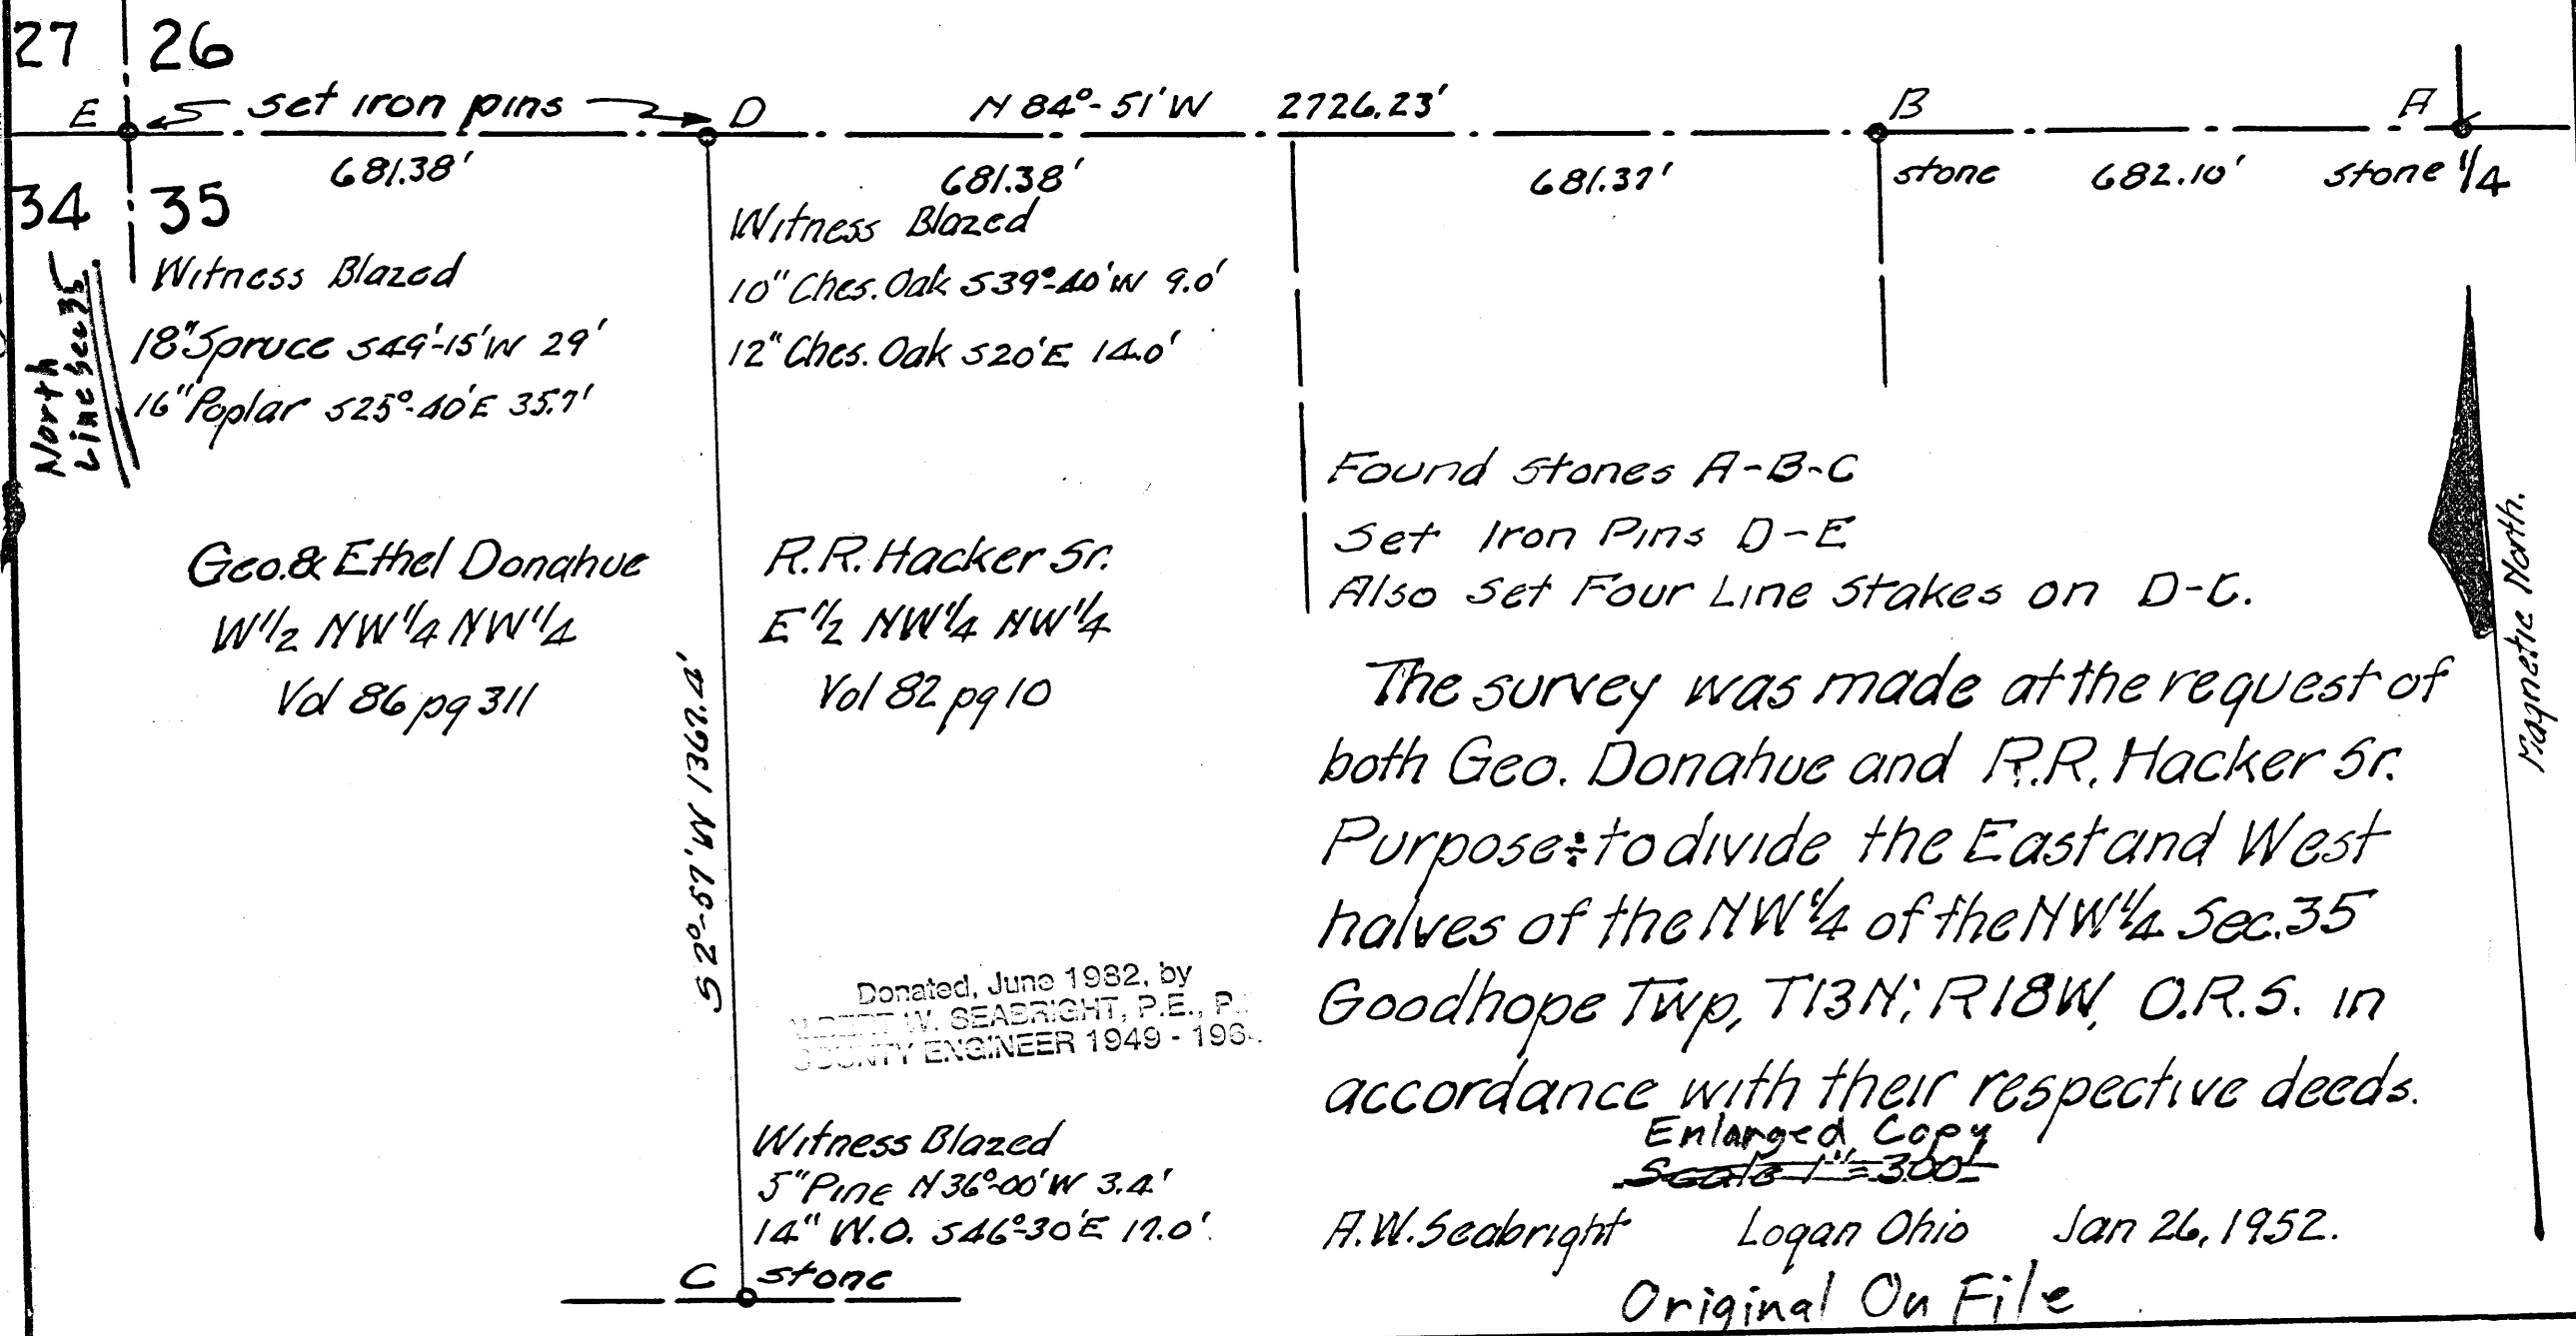 27 26
E set iron pins D N 84°-51'W 2726.23' B A
681.38' 681.38' 681.37' stone 682.10' stone 1/4
34 35
North
Line Sec 35
Witness Blazed
18" Spruce S49'-15'W 29'
16" Poplar S25°-40'E 35.7'
Witness Blazed
10" Ches. Oak S39°-40'W 9.0'
12" Ches. Oak S20'E 14.0'
Geo. & Ethel Donahue
W1/2 NW1/4 NW1/4
Vol 86 pg 311
S 2°-57'W 1367.4'
R.R. Hacker Sr.
E 1/2 NW1/4 NW1/4
Vol 82 pg 10
Donated, June 1982, by
W. SEABRIGHT, P.E., P.
COUNTY ENGINEER 1949 - 196
Witness Blazed
5" Pine N36°-00'W 3.4'
14" W.O. S46°-30'E 17.0'
C stone
Found Stones A-B-C
Set Iron Pins D-E
Also Set Four Line Stakes on D-C.
The survey was made at the request of
both Geo. Donahue and R.R. Hacker Sr.
Purpose: to divide the East and West
halves of the NW1/4 of the NW1/4 Sec. 35
Goodhope Twp, T13N; R18W, O.R.S. in
accordance with their respective deeds.
Enlarged Copy
Scale 1"=300'
A.W. Seabright Logan Ohio Jan 26, 1952.
Original On File
Magnetic North.